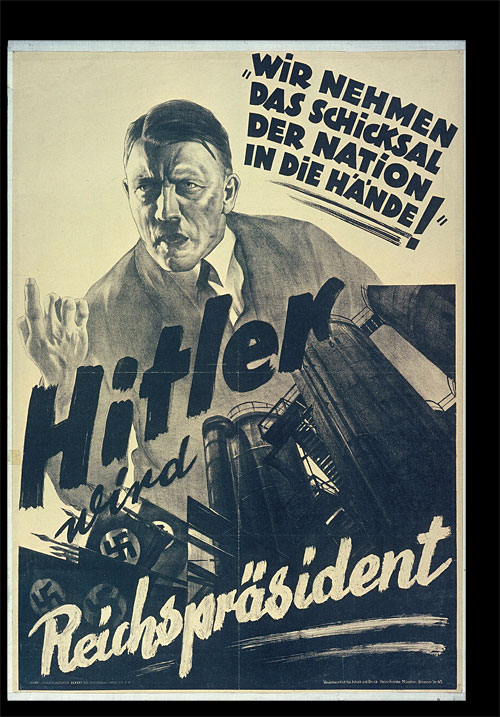 „WIR NEHMEN
DAS SCHICKSAL
DER NATION
IN DIE HÄNDE!"
Hitler
wird
Reichspräsident